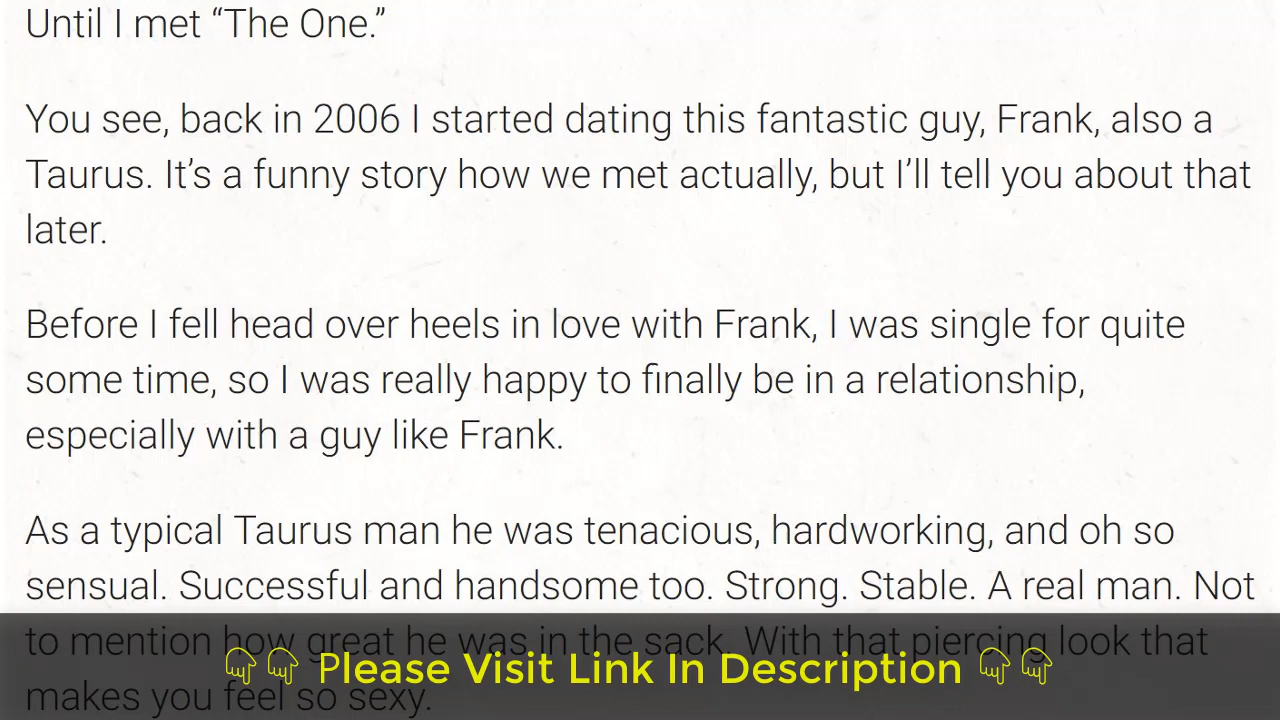 Until I met “The One.”
You see, back in 2006 I started dating this fantastic guy, Frank, also a
Taurus. It’s a funny story how we met actually, but I’ll tell you about that
later.
Before I fell head over heels in love with Frank, I was single for quite
some time, so I was really happy to finally be in a relationship,
especially with a guy like Frank.
As a typical Taurus man he was tenacious, hardworking, and oh so
sensual. Successful and handsome too. Strong. Stable. A real man. Not
to mention how great he was in the sack. With that piercing look that
👇👇 Please Visit Link In Description 👇👇
makes you feel so sexy.